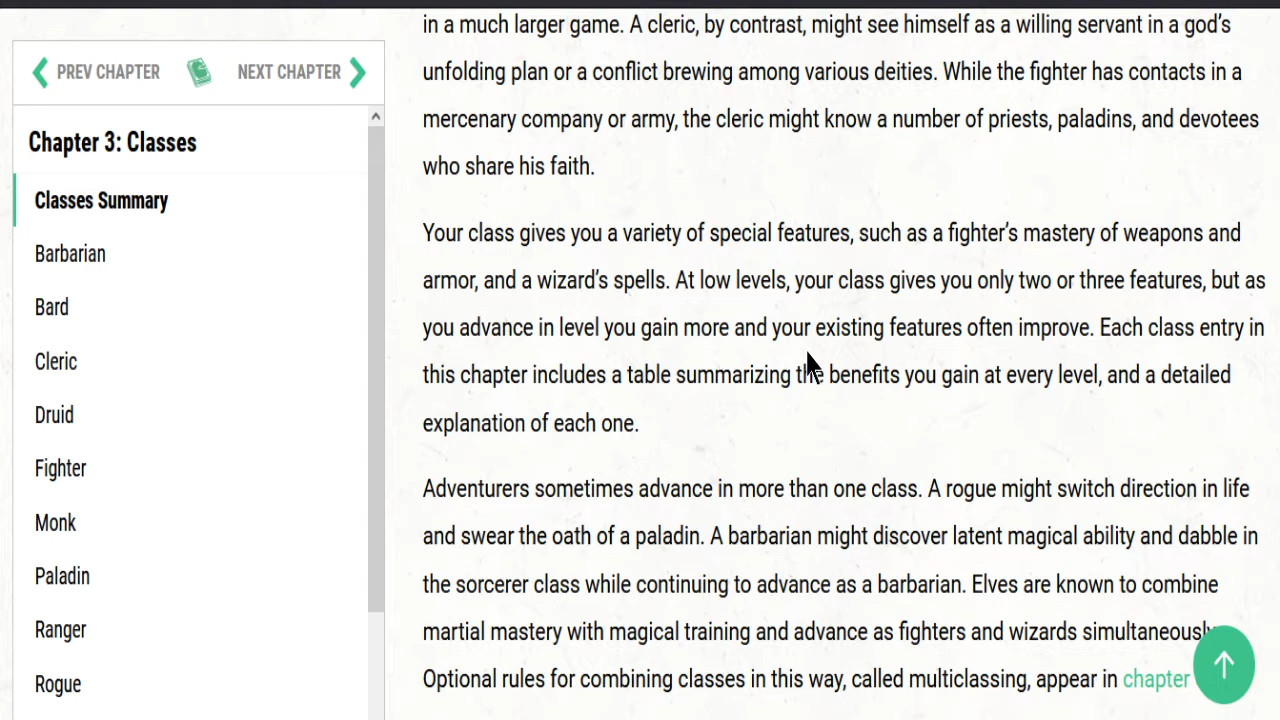 PREV CHAPTER
NEXT CHAPTER
Chapter 3: Classes
Classes Summary
Barbarian
Bard
Cleric
Druid
Fighter
Monk
Paladin
Ranger
Rogue
in a much larger game. A cleric, by contrast, might see himself as a willing servant in a god’s
unfolding plan or a conflict brewing among various deities. While the fighter has contacts in a
mercenary company or army, the cleric might know a number of priests, paladins, and devotees
who share his faith.
Your class gives you a variety of special features, such as a fighter’s mastery of weapons and
armor, and a wizard’s spells. At low levels, your class gives you only two or three features, but as
you advance in level you gain more and your existing features often improve. Each class entry in
this chapter includes a table summarizing the benefits you gain at every level, and a detailed
explanation of each one.
Adventurers sometimes advance in more than one class. A rogue might switch direction in life
and swear the oath of a paladin. A barbarian might discover latent magical ability and dabble in
the sorcerer class while continuing to advance as a barbarian. Elves are known to combine
martial mastery with magical training and advance as fighters and wizards simultaneously.
Optional rules for combining classes in this way, called multiclassing, appear in chapter